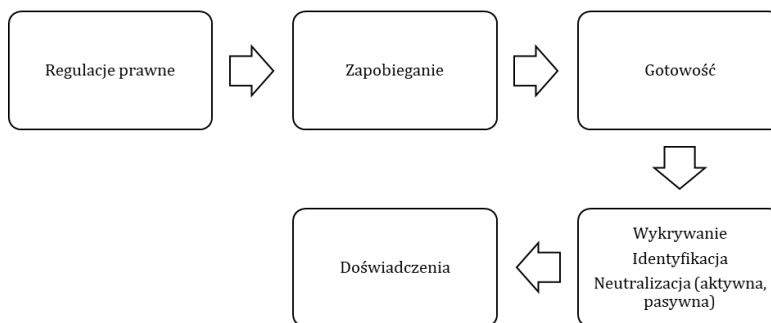 Regulacje prawne
Zapobieganie
Gotowość
Wykrywanie
Identyfikacja
Neutralizacja (aktywna,
pasywna)
Doświadczenia